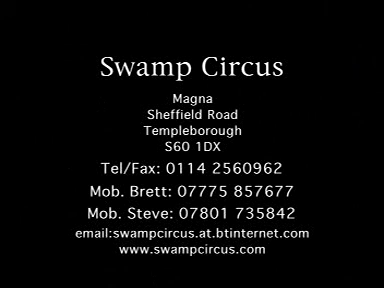 Swamp Circus
Magna
Sheffield Road
Templeborough
S60 1DX
Tel/Fax: 0114 2560962
Mob. Brett: 07775 857677
Mob. Steve: 07801 735842
email:swampcircus.at.btinternet.com
www.swampcircus.com